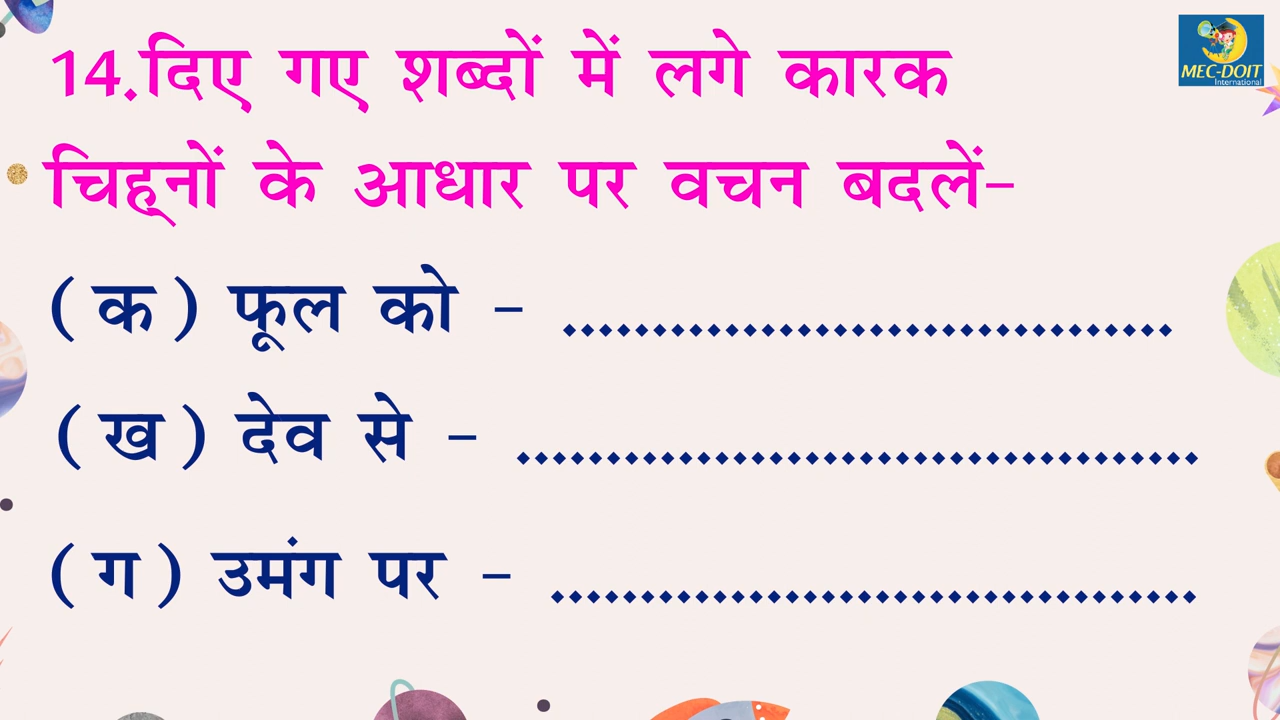 MEC-DOIT
International
14.दिए गए शब्दों में लगे कारक
चिह्नों के आधार पर वचन बदलें-
(क) फूल को - ..................................
(ख) देव से - ......................................
(ग) उमंग पर - ....................................